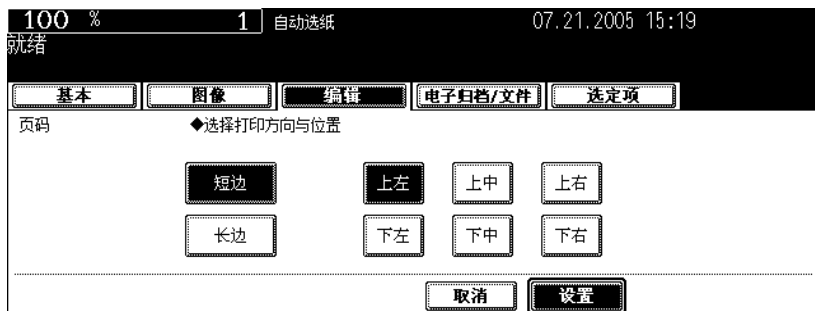 100 % 1 自动选纸 07.21.2005 15:19
就绪
基本 图像 编辑 电子归档/文件 选定项
页码 ◆选择打印方向与位置
短边 上左 上中 上右
长边 下左 下中 下右
取消 设置